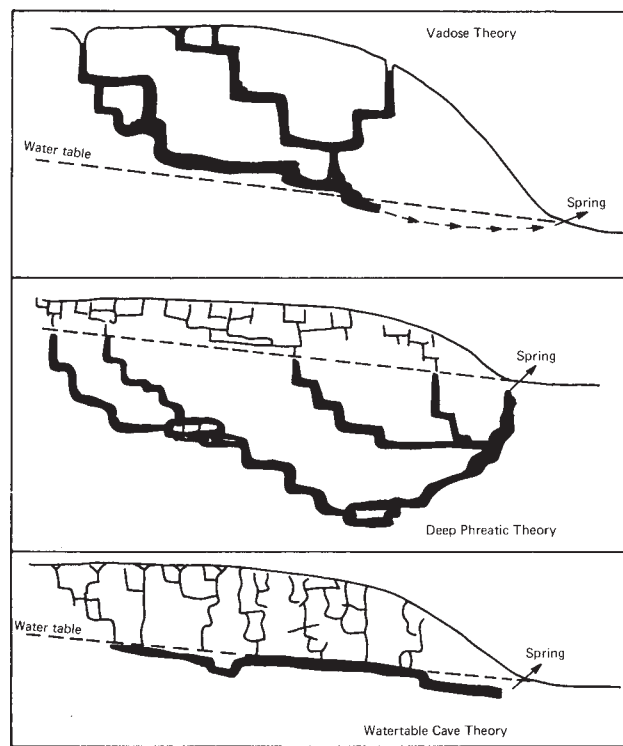 Vadose Theory
Water table
Spring
Spring
Deep Phreatic Theory
Water table
Spring
Watertable Cave Theory